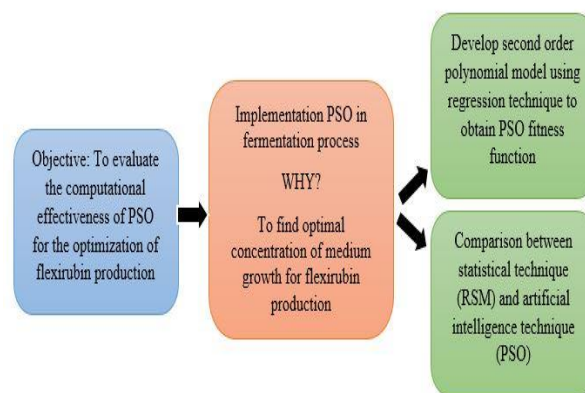 Objective: To evaluate
the computational
effectiveness of PSO
for the optimization of
flexirubin production
Implementation PSO in
fermentation process
WHY?
To find optimal
concentration of medium
growth for flexirubin
production
Develop second order
polynomial model using
regression technique to
obtain PSO fitness
function
Comparison between
statistical technique
(RSM) and artificial
intelligence technique
(PSO)